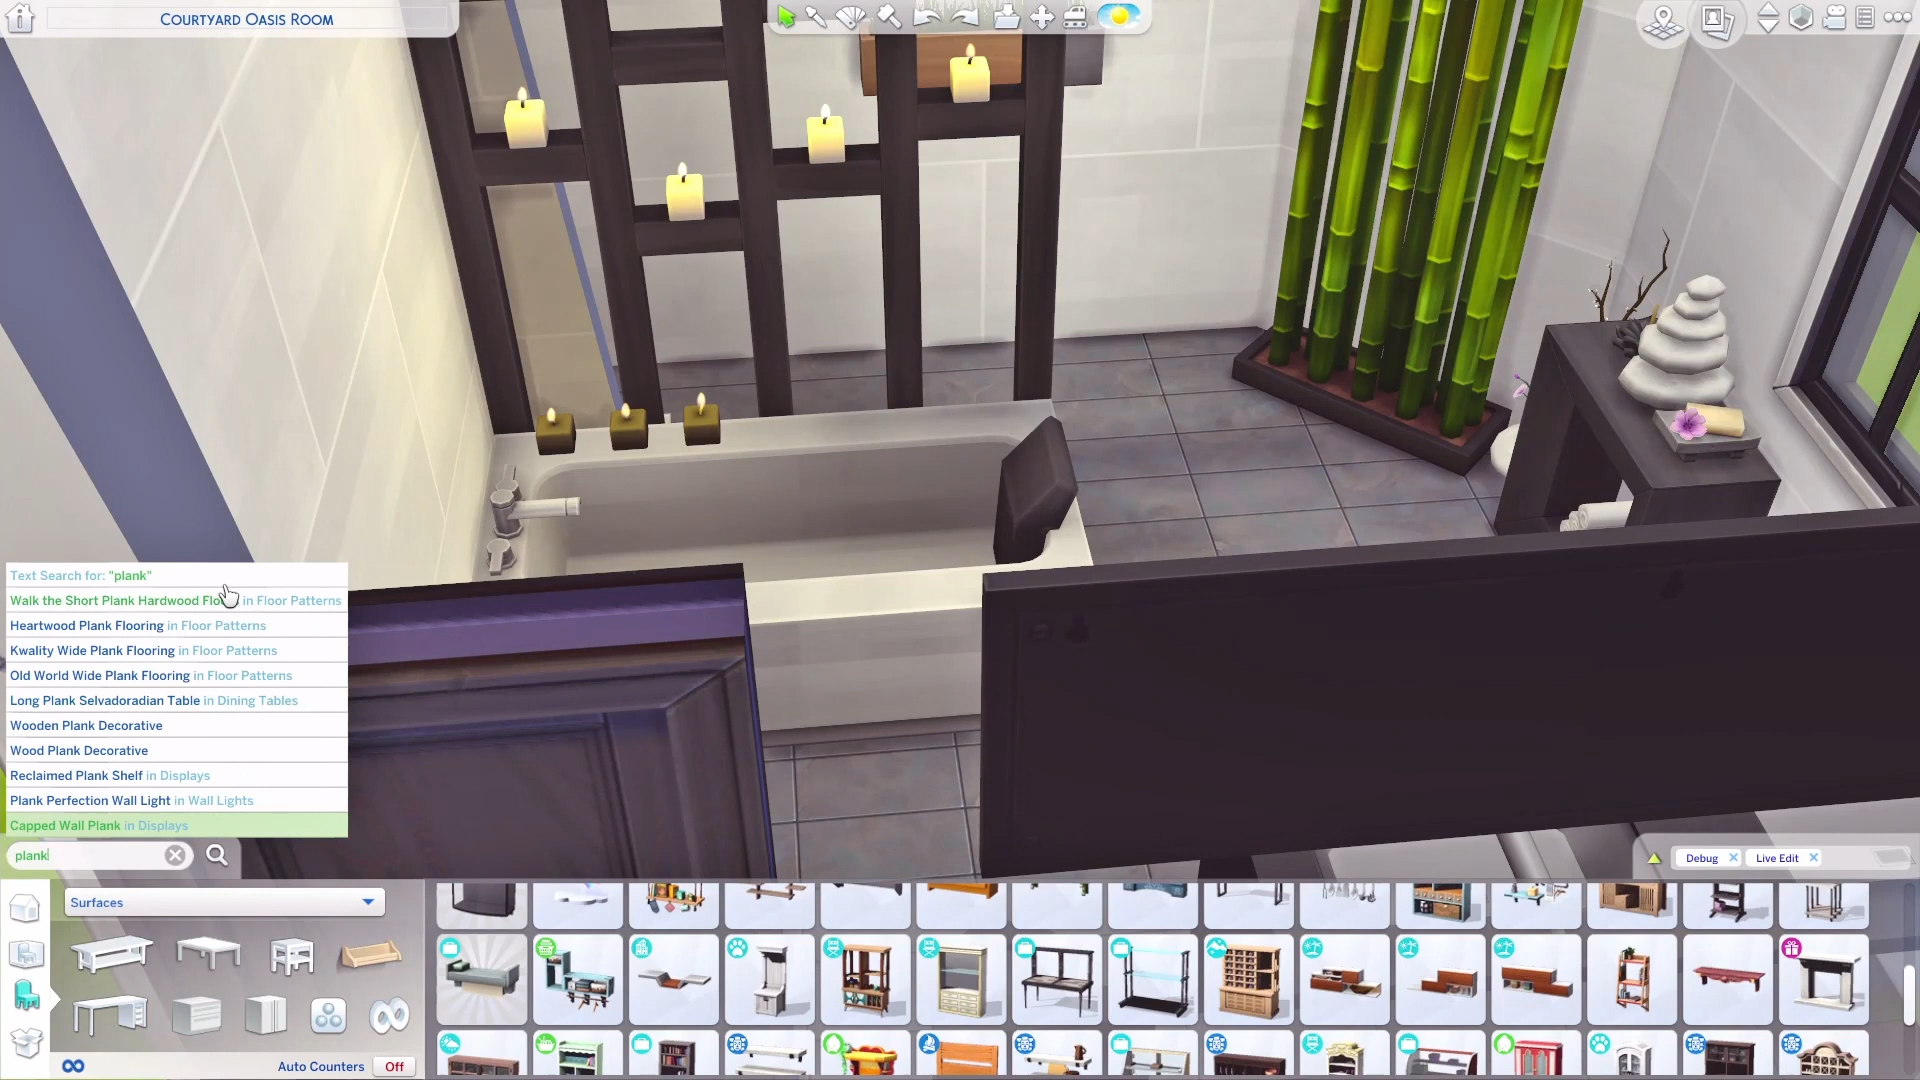 Courtyard Oasis Room
Text Search for: "plank"
Walk the Short Plank Hardwood Flo in Floor Patterns
Heartwood Plank Flooring in Floor Patterns
Kwality Wide Plank Flooring in Floor Patterns
Old World Wide Plank Flooring in Floor Patterns
Long Plank Selvadoradian Table in Dining Tables
Wooden Plank Decorative
Wood Plank Decorative
Reclaimed Plank Shelf in Displays
Plank Perfection Wall Light in Wall Lights
Capped Wall Plank in Displays
plank
Debug
Live Edit
Surfaces
Auto Counters Off